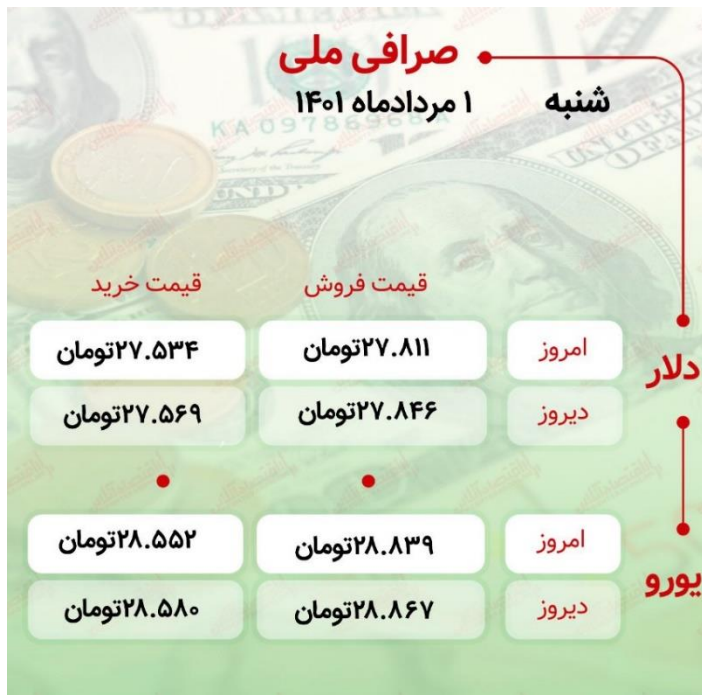 صرافی ملی
شنبه ۱ مردادماه ۱۴۰۱
قیمت فروش قیمت خرید
دلار
امروز ۲۷.۸۱۱تومان ۲۷.۵۳۴تومان
دیروز ۲۷.۸۴۶تومان ۲۷.۵۶۹تومان
یورو
امروز ۲۸.۸۳۹تومان ۲۸.۵۵۲تومان
دیروز ۲۸.۸۶۷تومان ۲۸.۵۸۰تومان